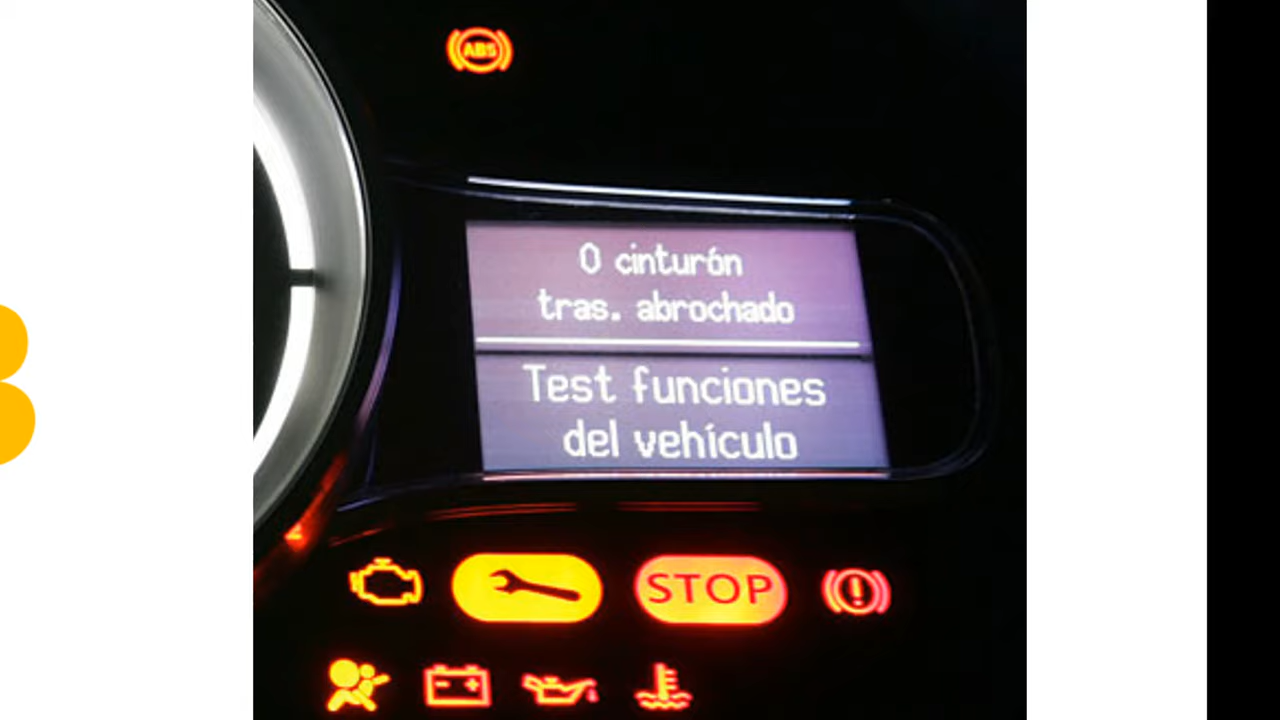 ABS
0 cinturón
tras. abrochado
Test funciones
del vehículo
STOP